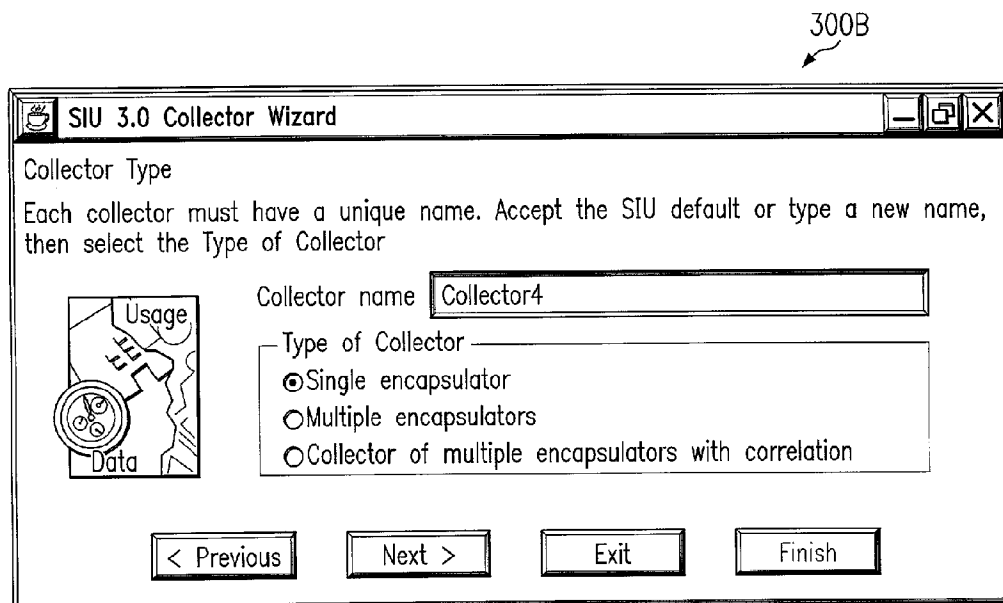 300B
SIU 3.0 Collector Wizard
Collector Type
Each collector must have a unique name. Accept the SIU default or type a new name,
then select the Type of Collector
Usage
Data
Collector name Collector4
Type of Collector
Single encapsulator
Multiple encapsulators
Collector of multiple encapsulators with correlation
< Previous Next > Exit Finish